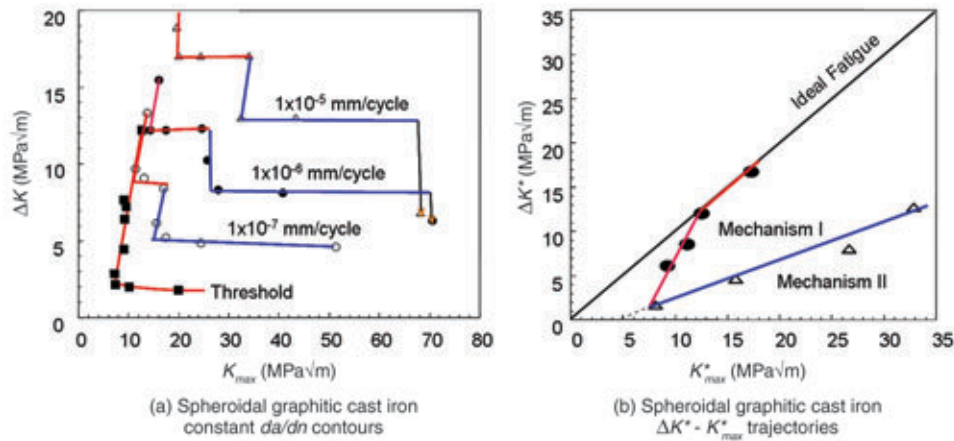 20
15
10
5
0
ΔK (MPa√m)
1x10⁻⁵ mm/cycle
1x10⁻⁶ mm/cycle
1x10⁻⁷ mm/cycle
Threshold
0 10 20 30 40 50 60 70 80
Kmax (MPa√m)
(a) Spheroidal graphitic cast iron
constant da/dn contours
35
30
25
20
15
10
5
0
ΔK* (MPa√m)
Ideal Fatigue
Mechanism I
Mechanism II
0 5 10 15 20 25 30 35
K*max (MPa√m)
(b) Spheroidal graphitic cast iron
ΔK* - K*max trajectories